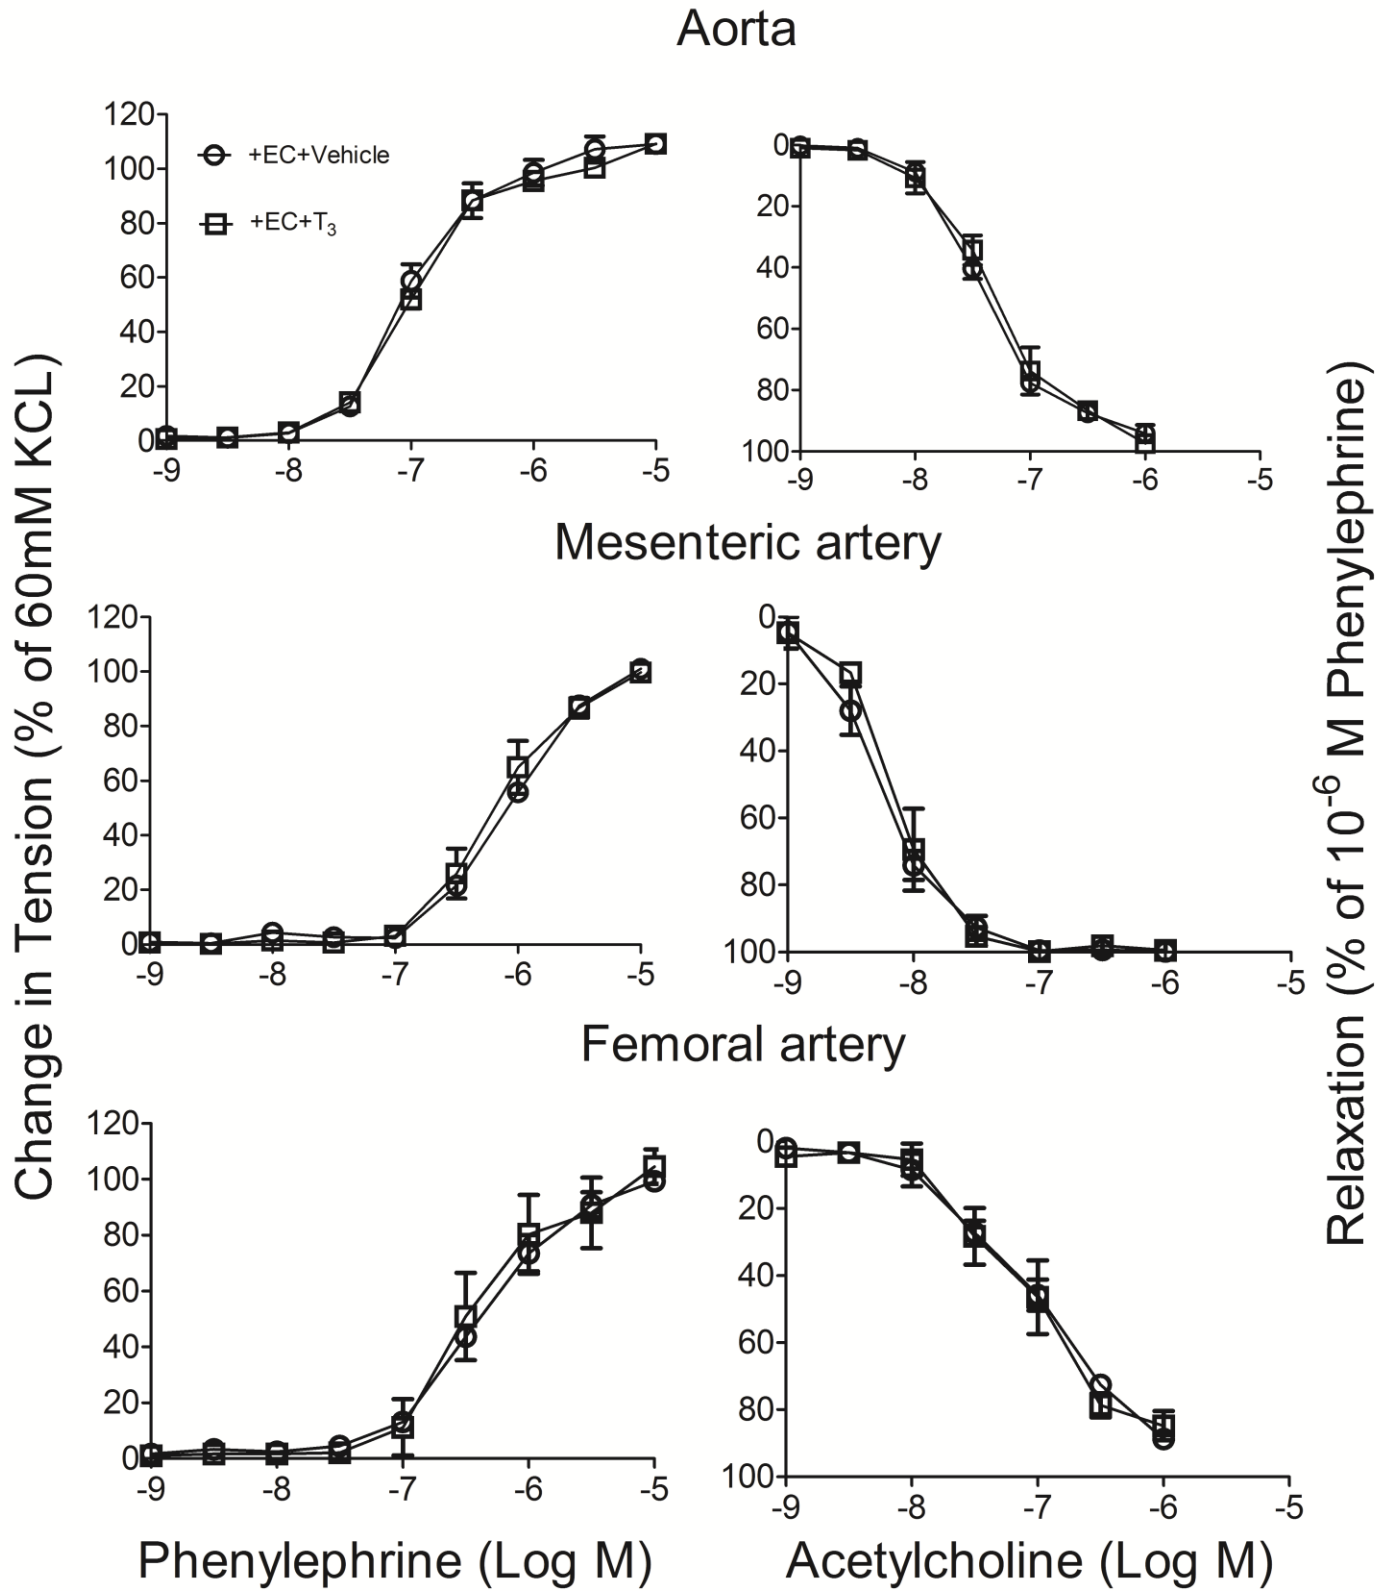 Aorta
120
100
80
60
40
20
0
-9 -8 -7 -6 -5
+EC+Vehicle
+EC+T3
0
20
40
60
80
100
-9 -8 -7 -6 -5
Mesenteric artery
120
100
80
60
40
20
0
-9 -8 -7 -6 -5
0
20
40
60
80
100
-9 -8 -7 -6 -5
Femoral artery
120
100
80
60
40
20
0
-9 -8 -7 -6 -5
0
20
40
60
80
100
-9 -8 -7 -6 -5
Change in Tension (% of 60mM KCL)
Relaxation (% of 10-6 M Phenylephrine)
Phenylephrine (Log M)
Acetylcholine (Log M)